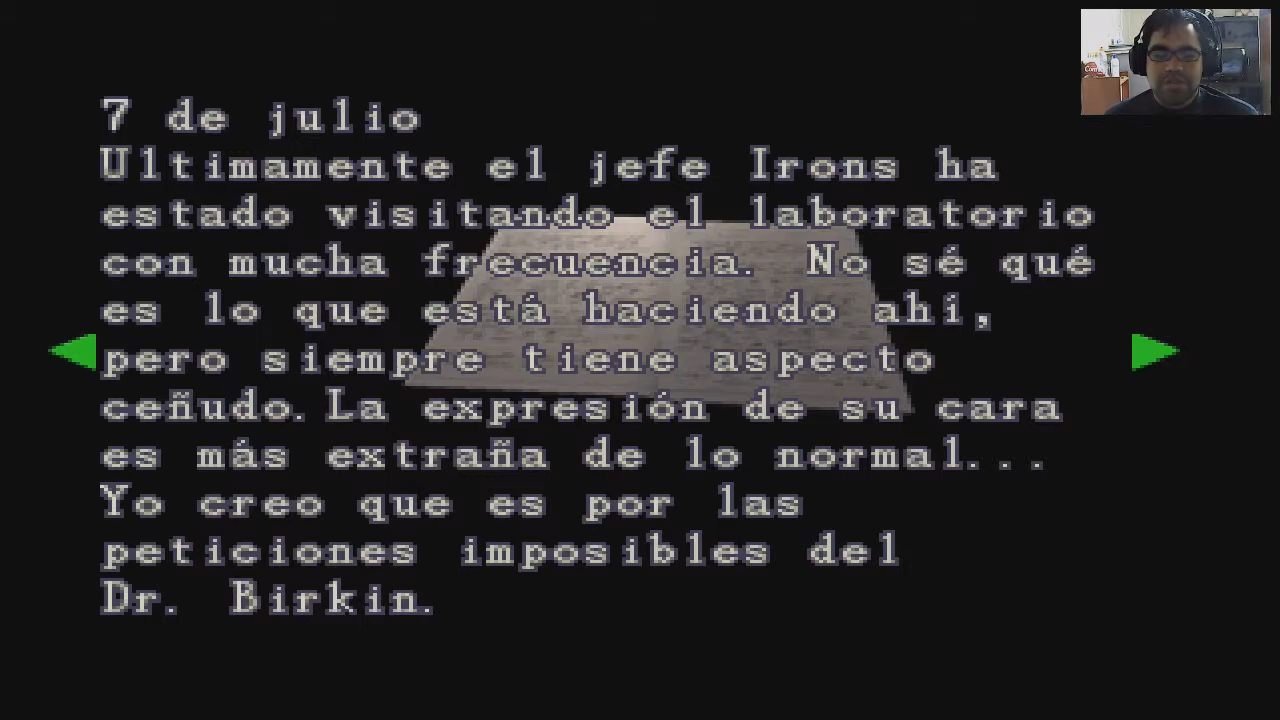 7 de julio
Ultimamente el jefe Irons ha
estado visitando el laboratorio
con mucha frecuencia. No sé qué
es lo que está haciendo ahí,
pero siempre tiene aspecto
ceñudo. La expresión de su cara
es más extraña de lo normal...
Yo creo que es por las
peticiones imposibles del
Dr. Birkin.